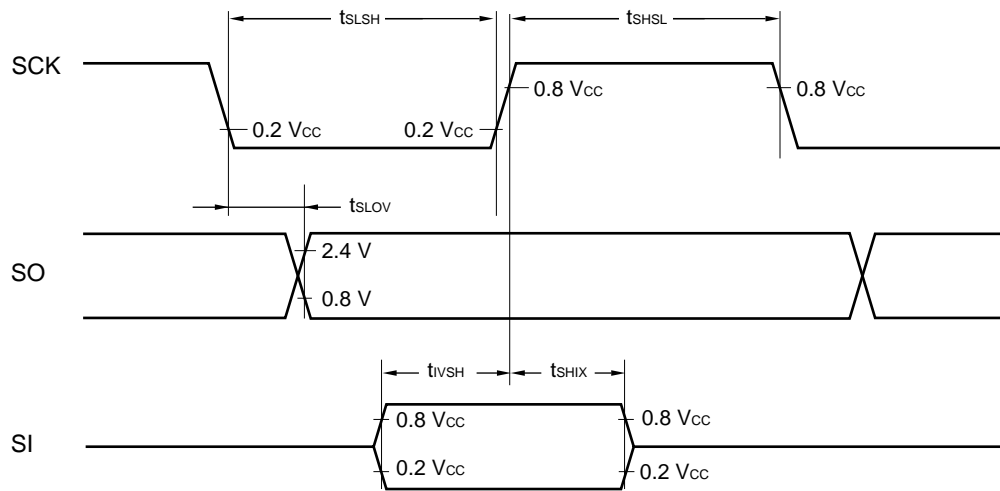 tSLSH tSHSL
SCK
0.8 VCC 0.8 VCC
0.2 VCC 0.2 VCC
tSLOV
SO
2.4 V
0.8 V
tIVSH tSHIX
0.8 VCC 0.8 VCC
SI
0.2 VCC 0.2 VCC